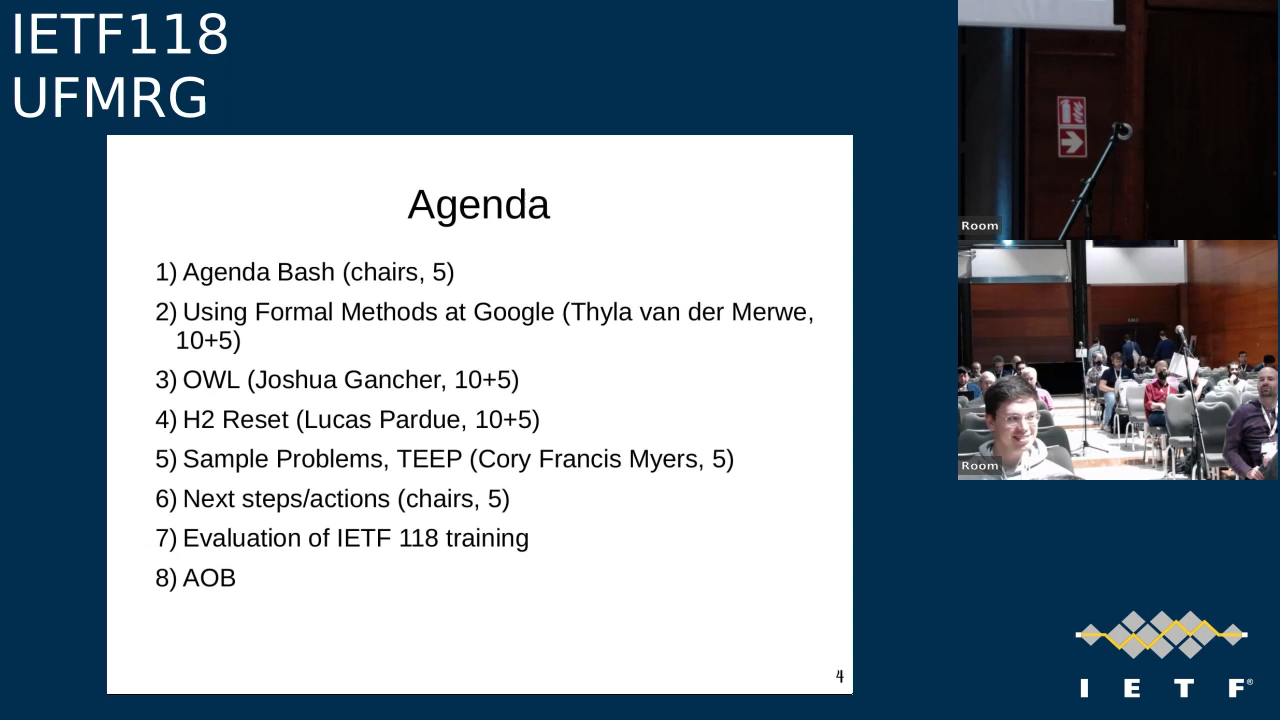 IETF118
UFMRG
Agenda
1) Agenda Bash (chairs, 5)
2) Using Formal Methods at Google (Thyla van der Merwe,
10+5)
3) OWL (Joshua Gancher, 10+5)
4) H2 Reset (Lucas Pardue, 10+5)
5) Sample Problems, TEEP (Cory Francis Myers, 5)
6) Next steps/actions (chairs, 5)
7) Evaluation of IETF 118 training
8) AOB
4
Room
Room
I E T F®